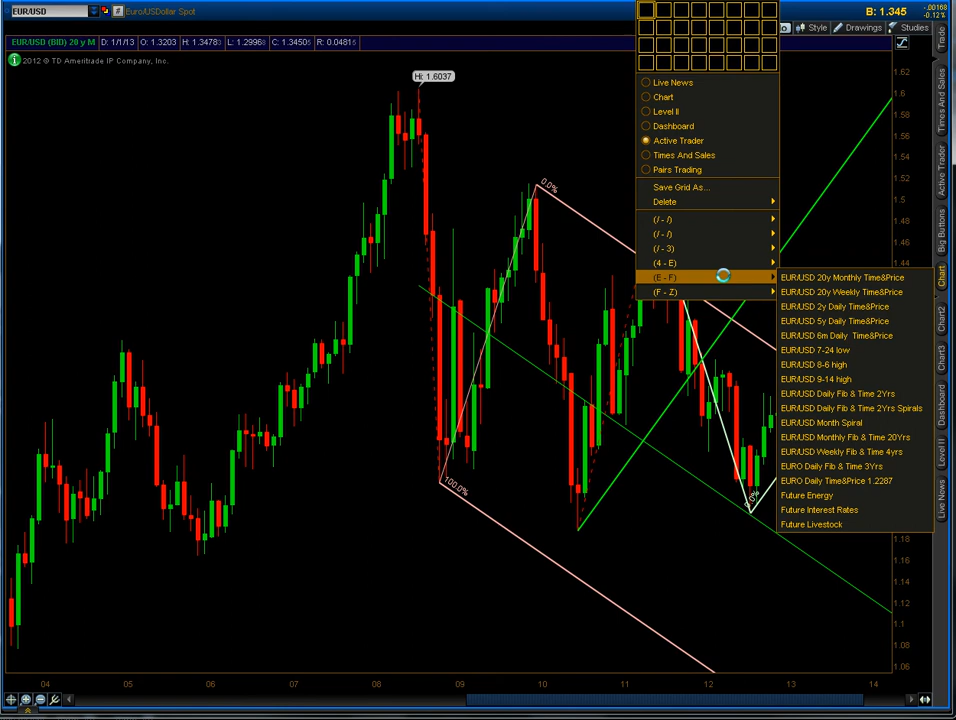 EUR/USD
#
Euro/USDollar Spot
B: 1.345
-.00168
-0.12%
Style
Drawings
Studies
EUR/USD (BID) 20 y M
D: 1/1/13
O: 1.3203
H: 1.3478
L: 1.2996
C: 1.3450
R: 0.0481
2012 © TD Ameritrade IP Company, Inc.
Hi: 1.6037
0.0%
100.0%
0.0%
Live News
Chart
Level II
Dashboard
Active Trader
Times And Sales
Pairs Trading
Save Grid As...
Delete
(/ - /)
(/ - /)
(/ - 3)
(4 - E)
(E - F)
(F - Z)
EUR/USD 20y Monthly Time&Price
EUR/USD 20y Weekly Time&Price
EUR/USD 2y Daily Time&Price
EUR/USD 5y Daily Time&Price
EUR/USD 6m Daily Time&Price
EUR/USD 7-24 low
EUR/USD 8-6 high
EUR/USD 9-14 high
EUR/USD Daily Fib & Time 2Yrs
EUR/USD Daily Fib & Time 2Yrs Spirals
EUR/USD Month Spiral
EUR/USD Monthly Fib & Time 20Yrs
EUR/USD Weekly Fib & Time 4yrs
EURO Daily Fib & Time 3Yrs
EURO Daily Time&Price 1.2287
Future Energy
Future Interest Rates
Future Livestock
1.62
1.6
1.58
1.56
1.54
1.52
1.5
1.48
1.46
1.44
1.18
1.16
1.14
1.12
1.1
1.08
1.06
04
05
06
07
08
09
10
11
12
13
14
Trade
Times And Sales
Active Trader
Big Buttons
Chart
Chart2
Chart3
Dashboard
Level II
Live News